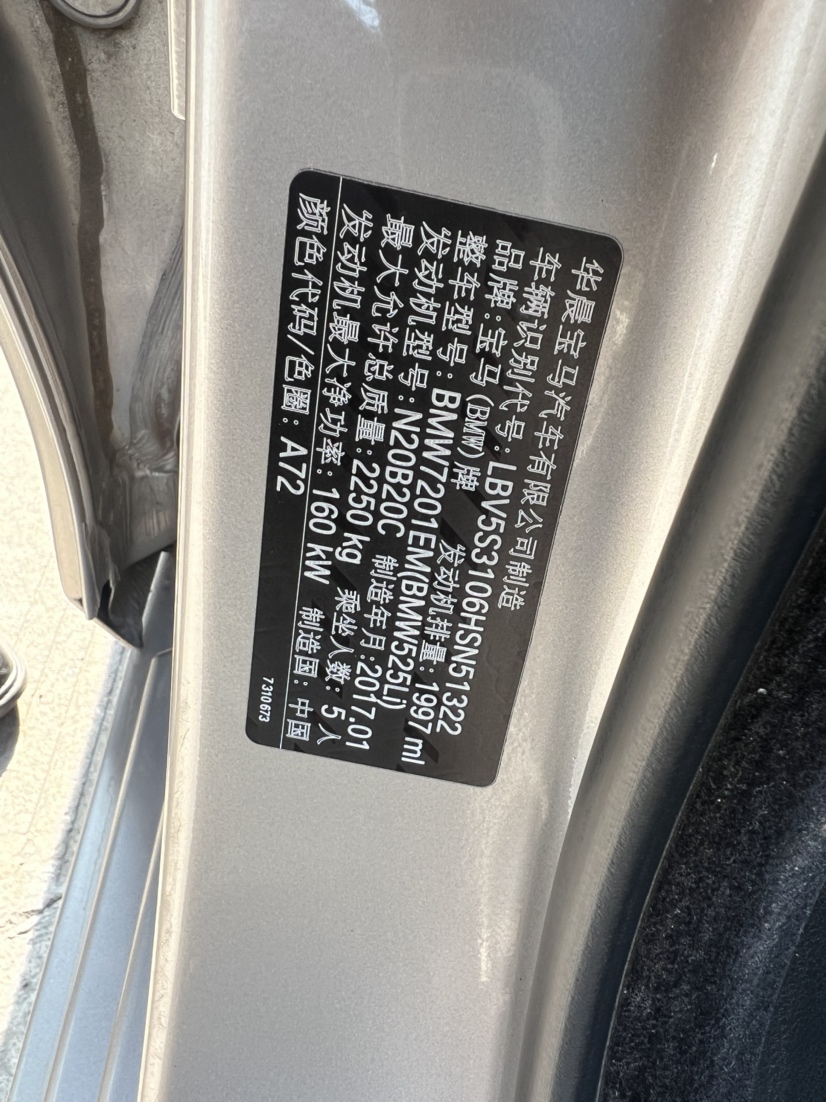 华晨宝马汽车有限公司制造
车辆识别代号:LBV5S3106HSN51322
品牌:宝马(BMW)牌 发动机排量:1997 ml
整车型号:BMW7201EM(BMW525Li)
发动机型号:N20B20C 制造年月:2017.01
最大允许总质量:2250 kg 乘坐人数:5人
发动机最大净功率:160 kW 制造国:中国
颜色代码/色圈:A72
7310673